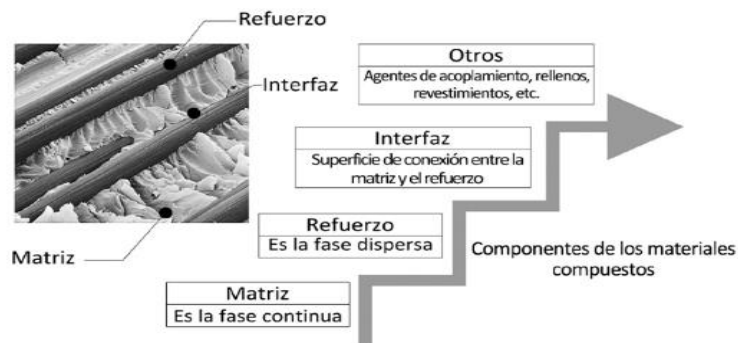 Refuerzo
Interfaz
Matriz
Otros
Agentes de acoplamiento, rellenos,
revestimientos, etc.
Interfaz
Superficie de conexión entre la
matriz y el refuerzo
Refuerzo
Es la fase dispersa
Matriz
Es la fase continua
Componentes de los materiales
compuestos